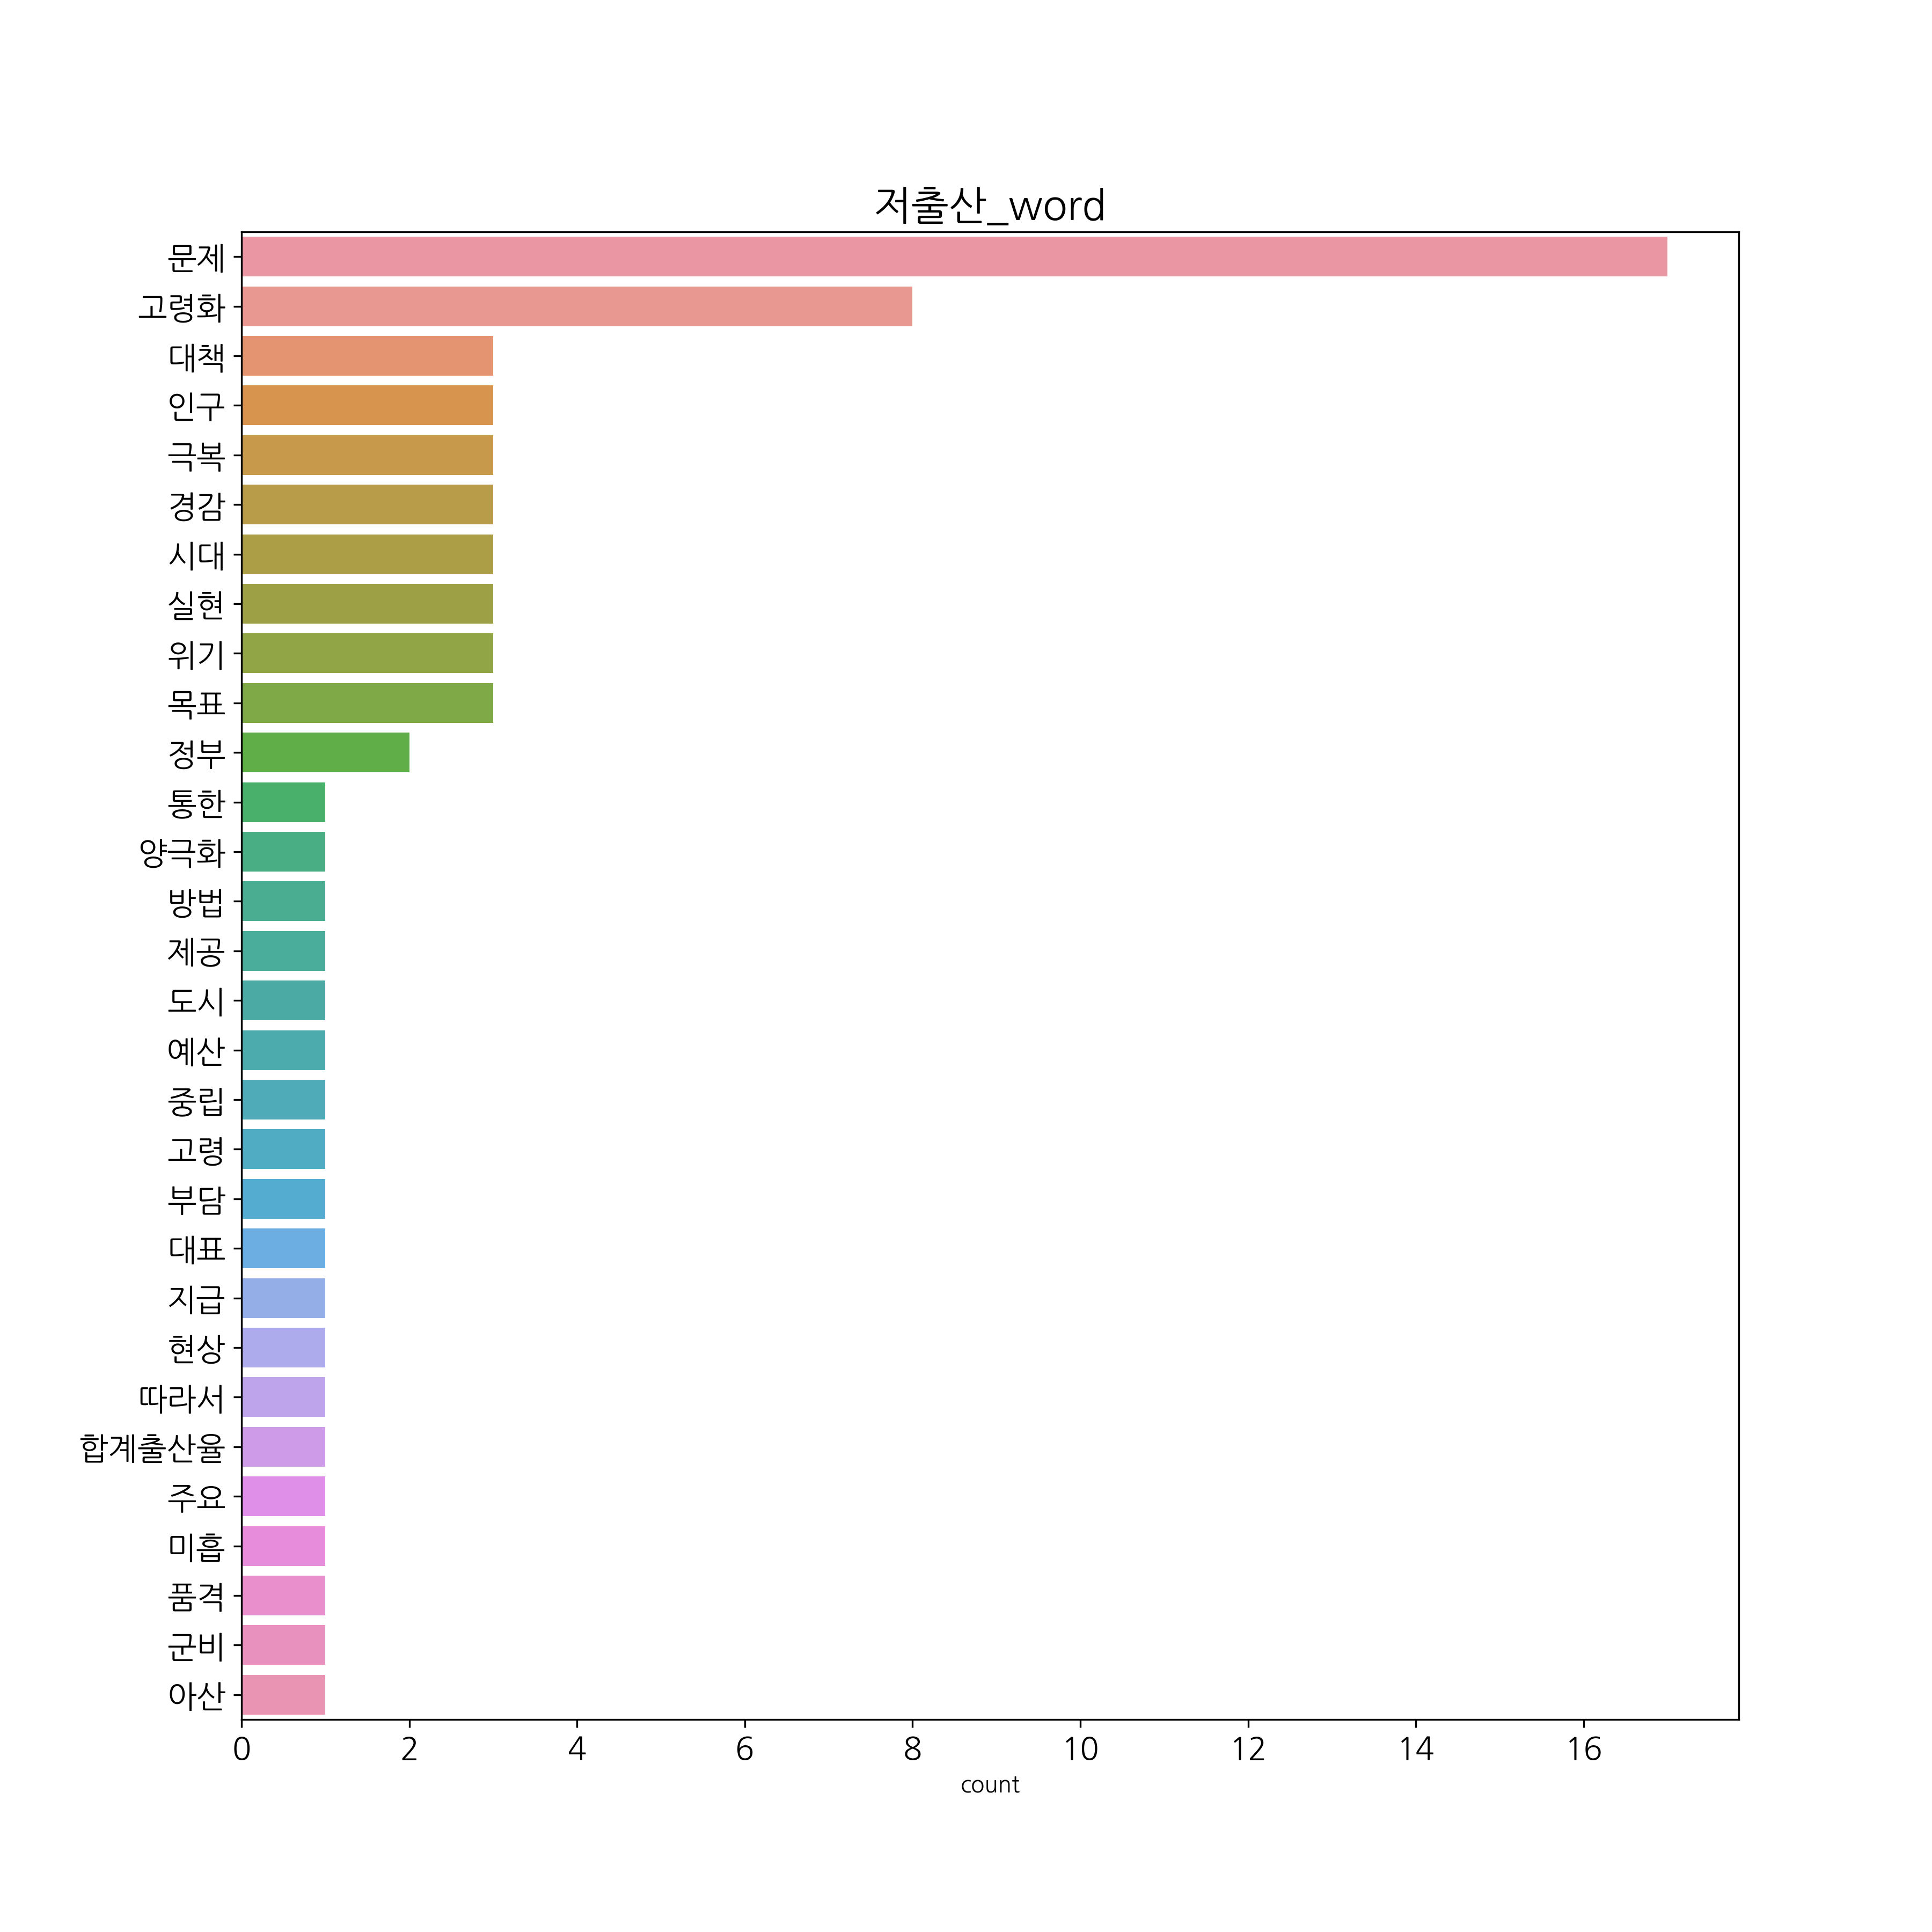 저출산_word
문제
고령화
대책
인구
극복
경감
시대
실현
위기
목표
정부
통한
양극화
방법
제공
도시
예산
중립
고령
부담
대표
지급
현상
따라서
합계출산율
주요
미흡
품격
군비
아산
0 2 4 6 8 10 12 14 16
count